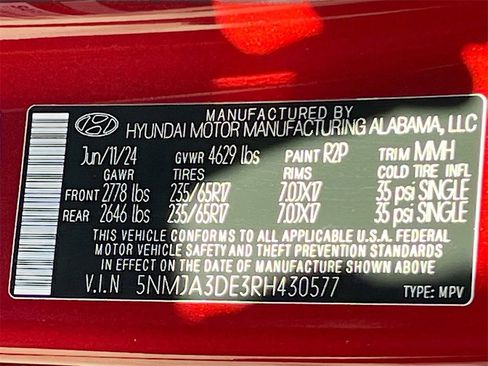 MANUFACTURED BY
HYUNDAI MOTOR MANUFACTURING ALABAMA, LLC
Jun/11/24 GVWR 4629 lbs PAINT R2P TRIM MMH
GAWR TIRES RIMS COLD TIRE INFL
FRONT 2778 lbs 235/65R17 7.0JX17 35 psi SINGLE
REAR 2646 lbs 235/65R17 7.0JX17 35 psi SINGLE
THIS VEHICLE CONFORMS TO ALL APPLICABLE U.S.A. FEDERAL
MOTOR VEHICLE SAFETY AND THEFT PREVENTION STANDARDS
IN EFFECT ON THE DATE OF MANUFACTURE SHOWN ABOVE.
V.I.N 5NMJA3DE3RH430577 TYPE: MPV